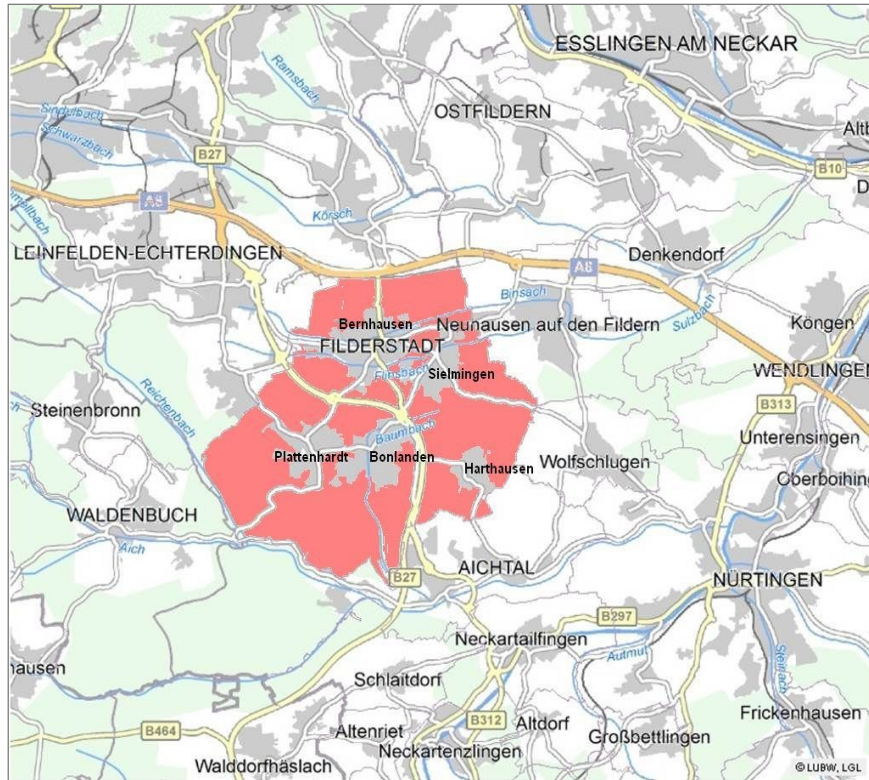 ESSLINGEN AM NECKAR
Ramsbach
OSTFILDERN
Sindelbach
Schwarzbach
B27
B10
A8
Körsch
LEINFELDEN-ECHTERDINGEN
Denkendorf
A8
Binsach
Sulzbach
Bernhausen
Neuhausen auf den Fildern
Köngen
FILDERSTADT
Sielmingen
WENDLINGEN
Reichenbach
Steinenbronn
B313
Baumbach
Unterensingen
Plattenhardt
Bonlanden
Harthausen
Wolfschlugen
Oberboihing
WALDENBUCH
Aich
AICHTAL
B27
NÜRTINGEN
B297
Neckartailfingen
Autmut
Steinach
hausen
Schlaitdorf
Frickenhausen
B464
Altenriet
B312
Altdorf
Großbettlingen
Neckartenzlingen
Walddorfhäslach
© LUBW, LGL